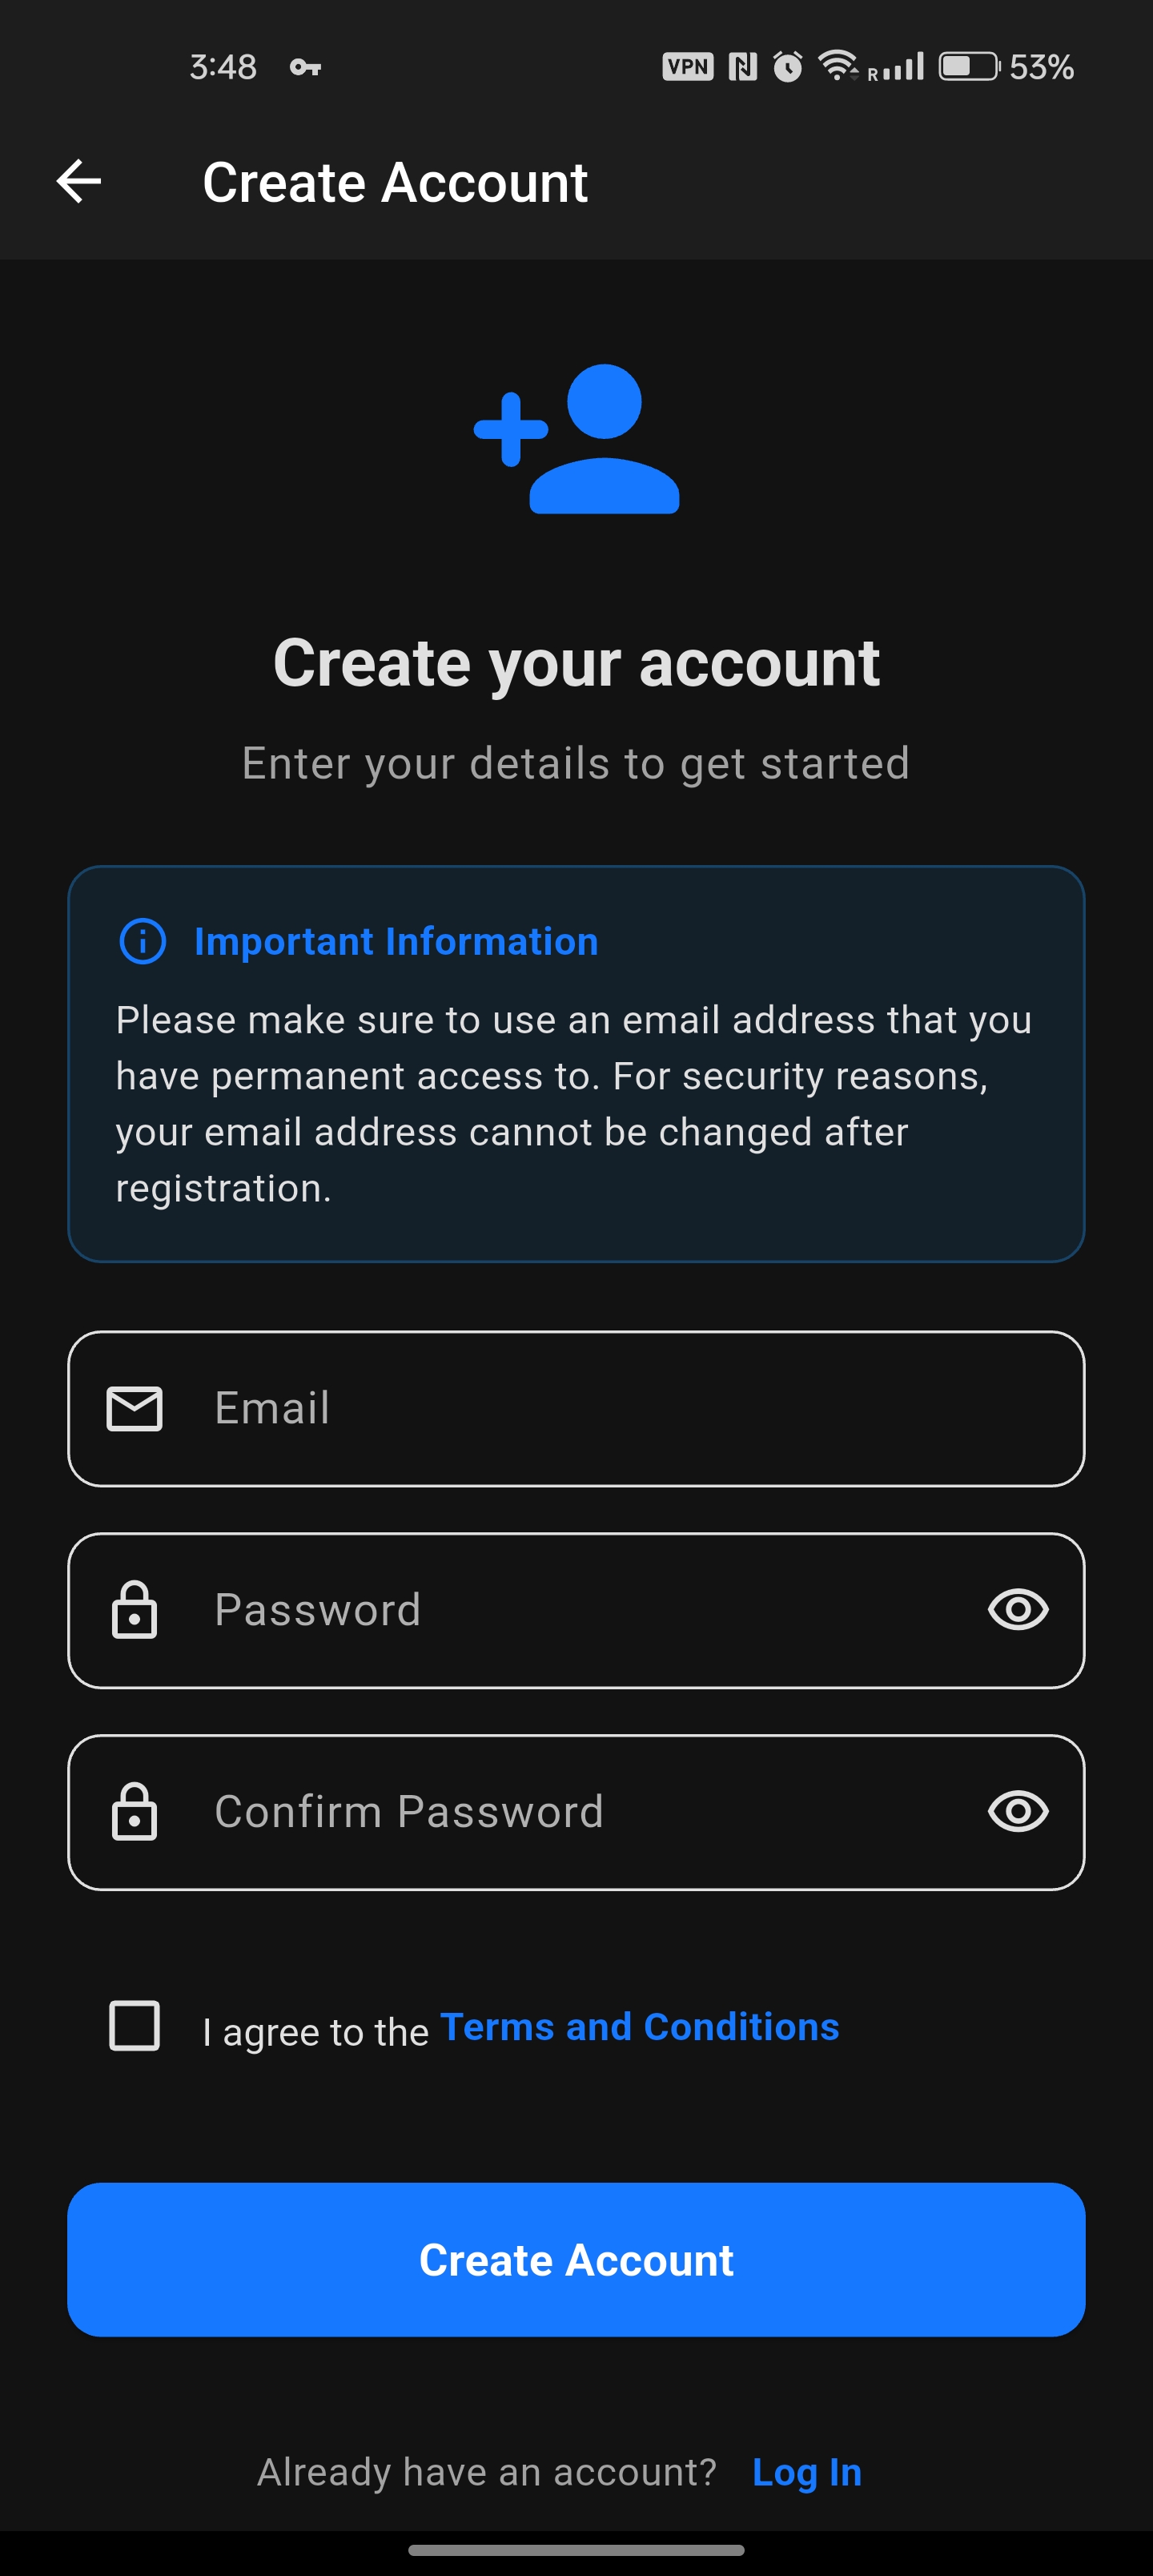 3:48 VPN R 53%
Create Account
Create your account
Enter your details to get started
Important Information
Please make sure to use an email address that you
have permanent access to. For security reasons,
your email address cannot be changed after
registration.
Email
Password
Confirm Password
I agree to the Terms and Conditions
Create Account
Already have an account? Log In